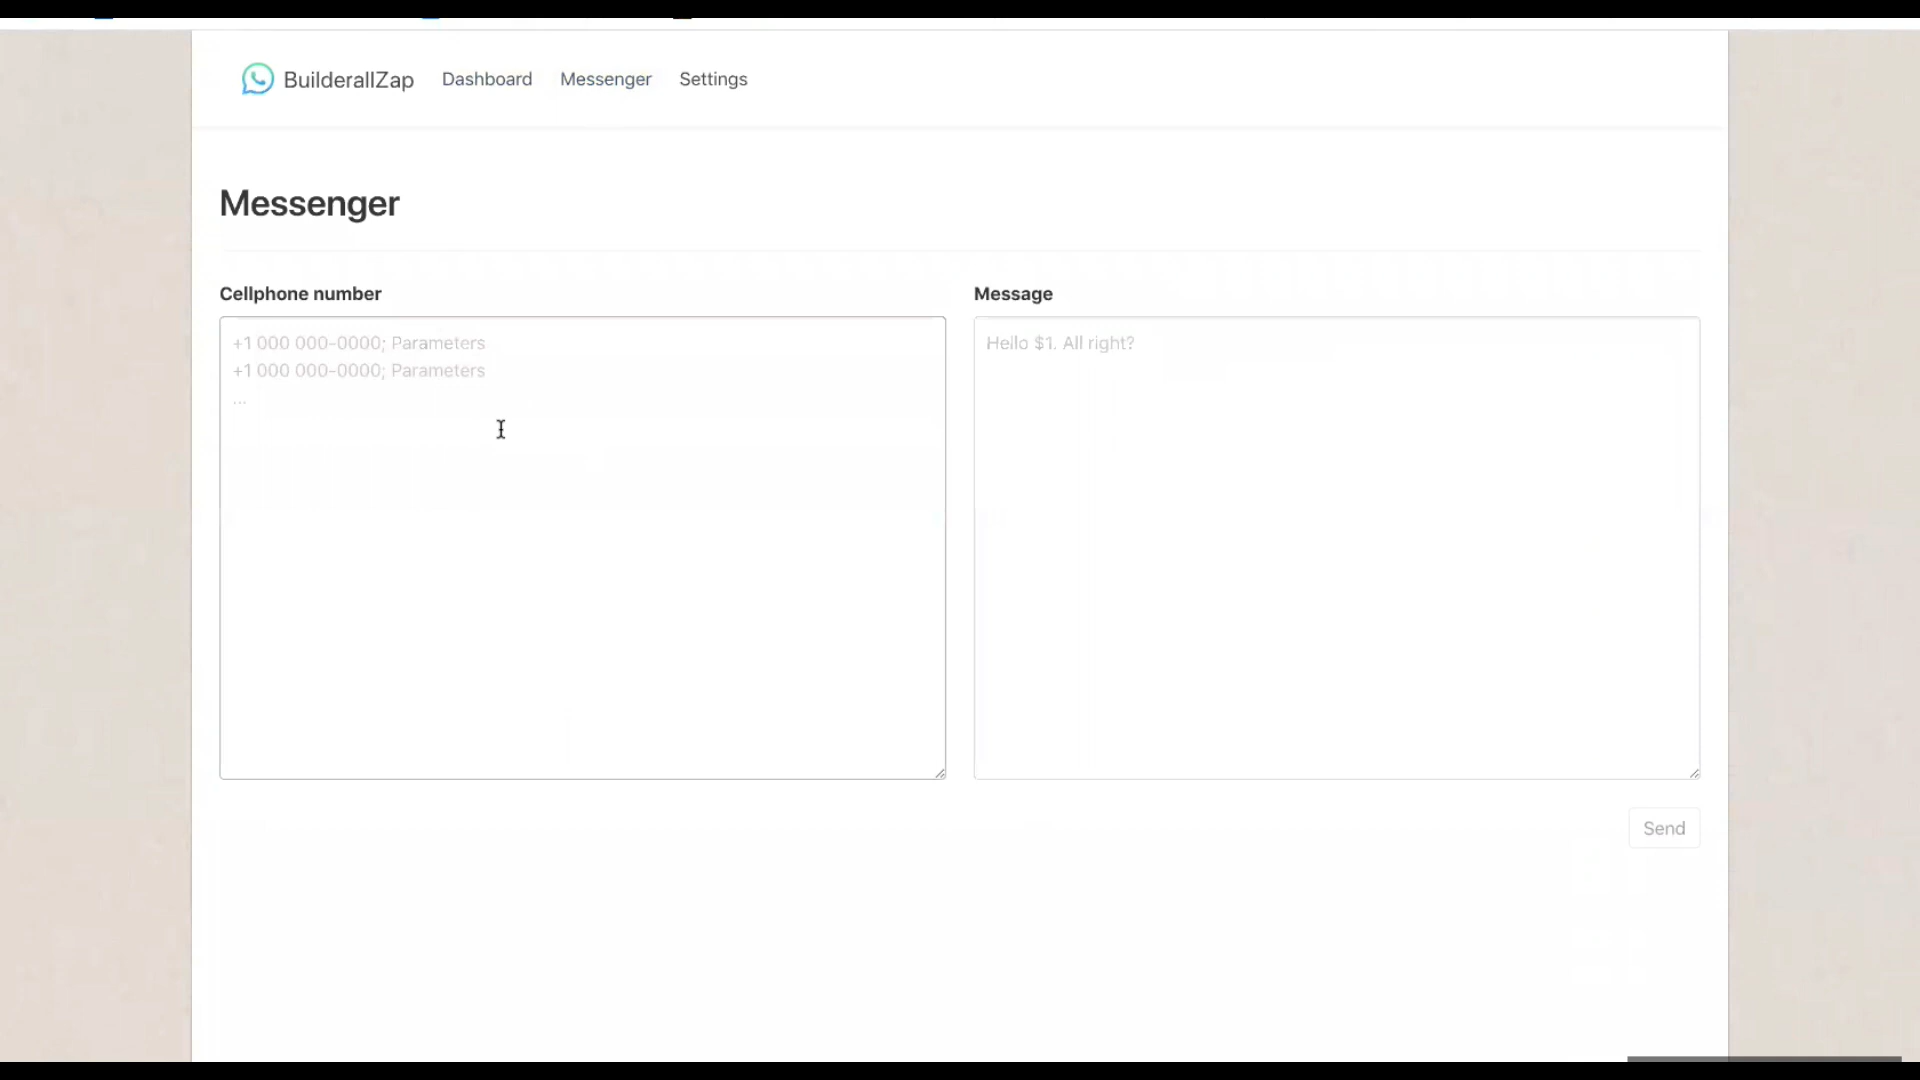 BuilderallZap Dashboard Messenger Settings
Messenger
Cellphone number
+1 000 000-0000; Parameters
+1 000 000-0000; Parameters
...
Message
Hello $1. All right?
Send